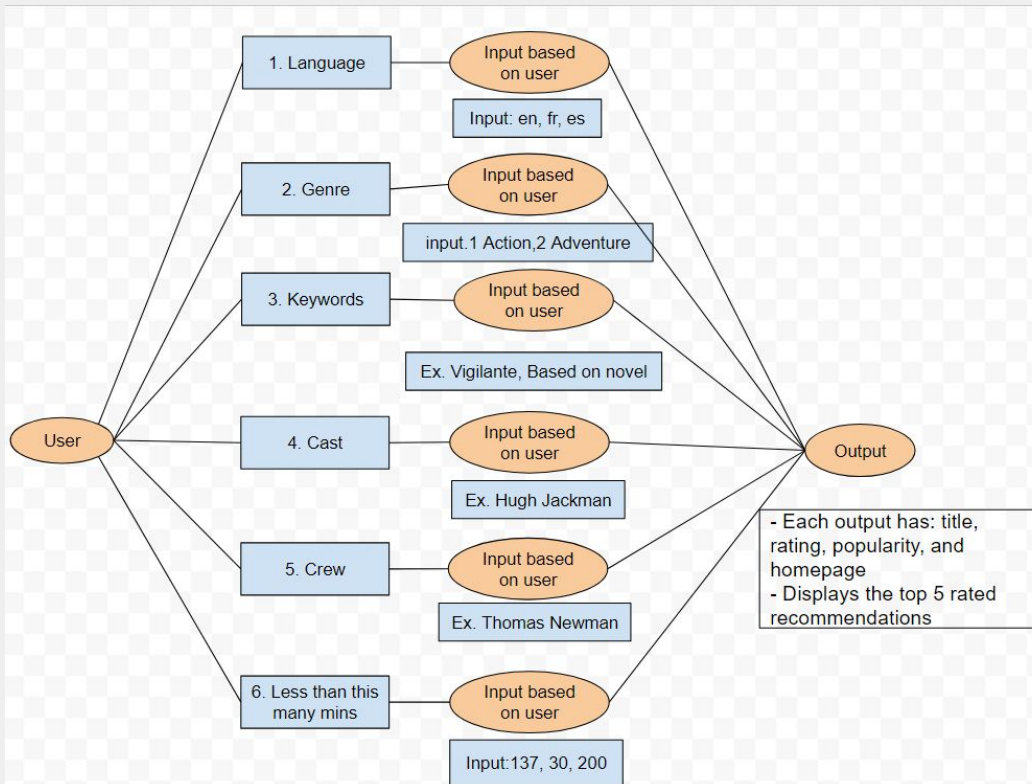 1. Language
Input based
on user
Input: en, fr, es
2. Genre
Input based
on user
input.1 Action,2 Adventure
3. Keywords
Input based
on user
Ex. Vigilante, Based on novel
User
4. Cast
Input based
on user
Ex. Hugh Jackman
Output
- Each output has: title,
rating, popularity, and
homepage
- Displays the top 5 rated
recommendations
5. Crew
Input based
on user
Ex. Thomas Newman
6. Less than this
many mins
Input based
on user
Input:137, 30, 200